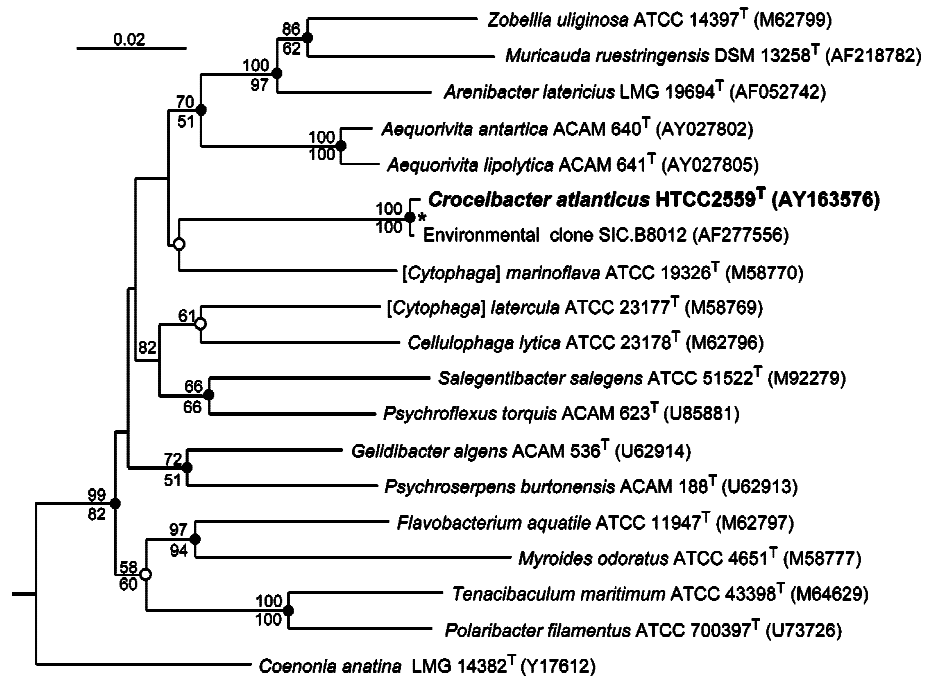 0.02
86
62
Zobellia uliginosa ATCC 14397T (M62799)
Muricauda ruestringensis DSM 13258T (AF218782)
100
97
Arenibacter latericius LMG 19694T (AF052742)
70
51
100
100
Aequorivita antartica ACAM 640T (AY027802)
Aequorivita lipolytica ACAM 641T (AY027805)
100
100
*
Croceibacter atlanticus HTCC2559T (AY163576)
Environmental clone SIC.B8012 (AF277556)
[Cytophaga] marinoflava ATCC 19326T (M58770)
61
[Cytophaga] latercula ATCC 23177T (M58769)
82
Cellulophaga lytica ATCC 23178T (M62796)
66
66
Salegentibacter salegens ATCC 51522T (M92279)
Psychroflexus torquis ACAM 623T (U85881)
72
51
Gelidibacter algens ACAM 536T (U62914)
Psychroserpens burtonensis ACAM 188T (U62913)
99
82
97
94
Flavobacterium aquatile ATCC 11947T (M62797)
Myroides odoratus ATCC 4651T (M58777)
58
60
100
100
Tenacibaculum maritimum ATCC 43398T (M64629)
Polaribacter filamentus ATCC 700397T (U73726)
Coenonia anatina LMG 14382T (Y17612)